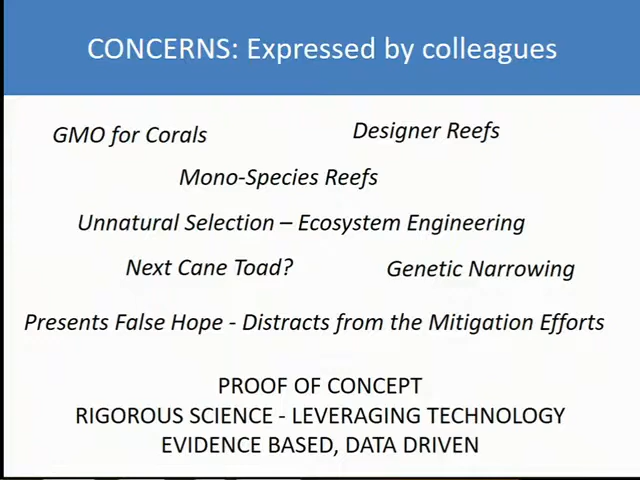 CONCERNS: Expressed by colleagues
GMO for Corals
Designer Reefs
Mono-Species Reefs
Unnatural Selection – Ecosystem Engineering
Next Cane Toad?
Genetic Narrowing
Presents False Hope - Distracts from the Mitigation Efforts
PROOF OF CONCEPT
RIGOROUS SCIENCE - LEVERAGING TECHNOLOGY
EVIDENCE BASED, DATA DRIVEN